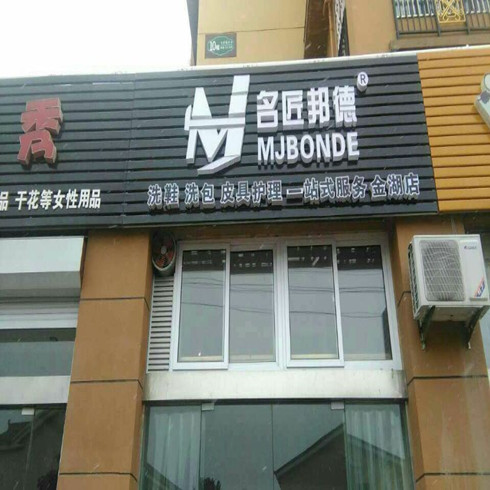 秀
品 干花等女性用品
名匠邦德®
MJBONDE
洗鞋 洗包 皮具护理 一站式服务 金湖店